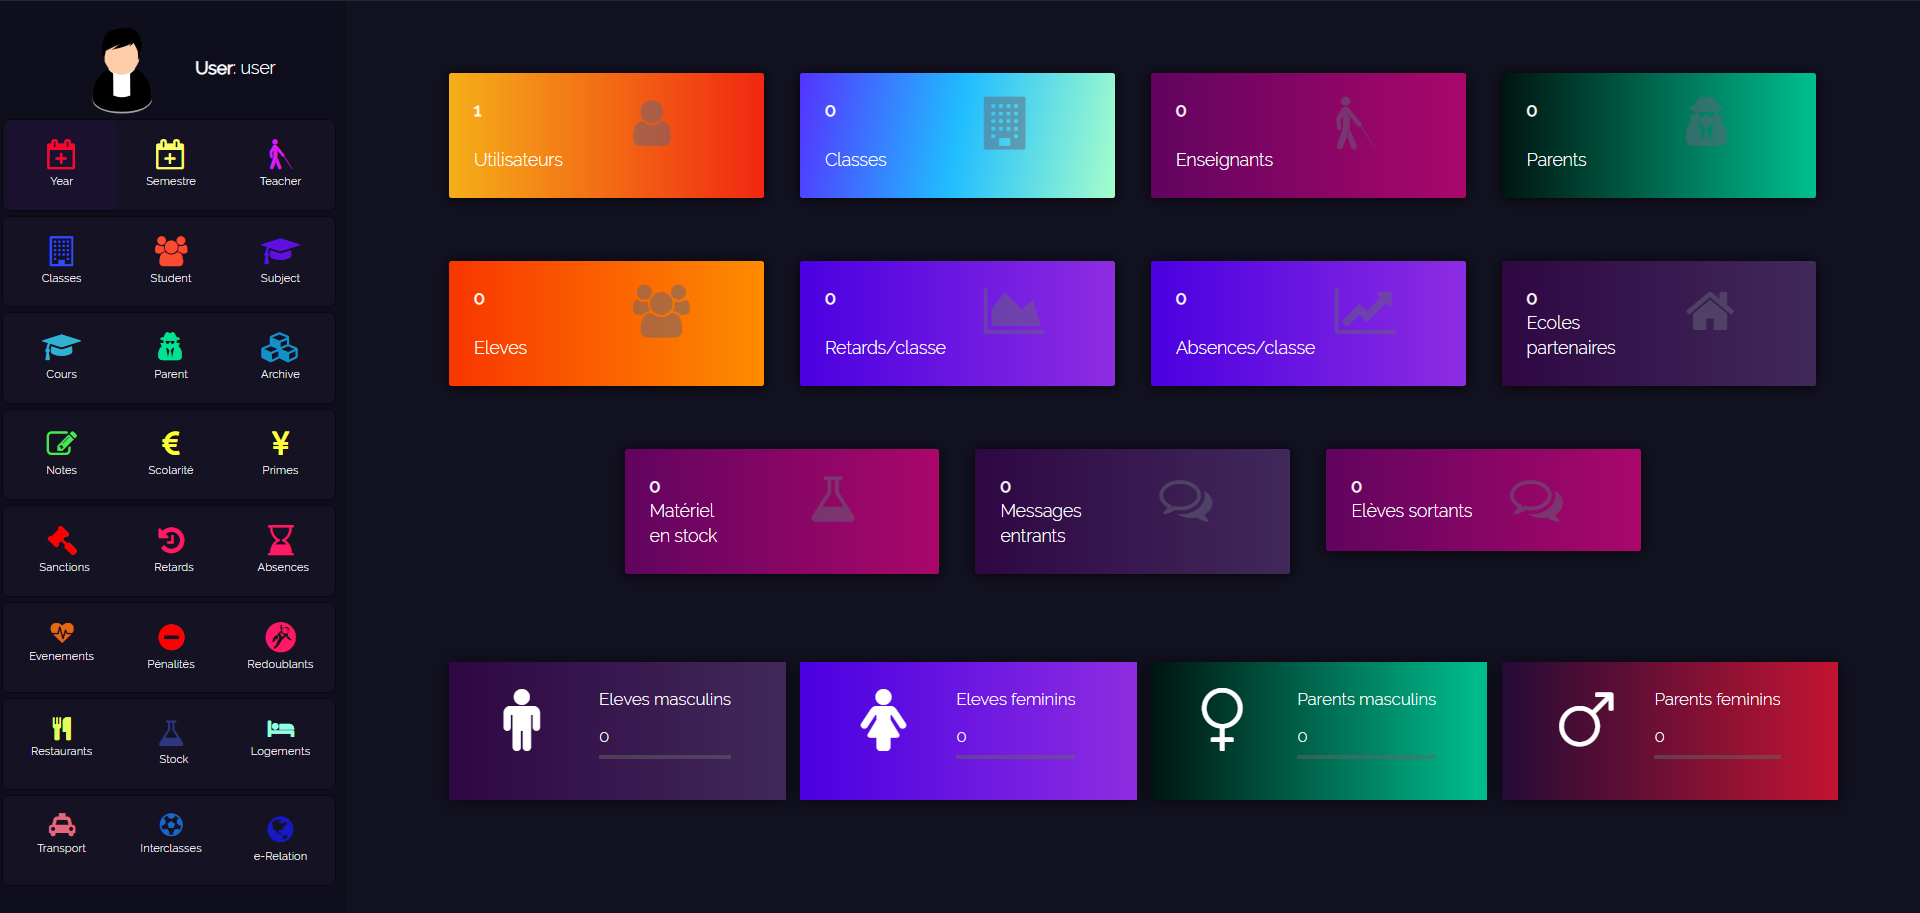 User: user
Year
Semestre
Teacher
Classes
Student
Subject
Cours
Parent
Archive
Notes
Scolarité
Primes
Sanctions
Retards
Absences
Evenements
Pénalités
Redoublants
Restaurants
Stock
Logements
Transport
Interclasses
e-Relation
1
Utilisateurs
0
Classes
0
Enseignants
0
Parents
0
Eleves
0
Retards/classe
0
Absences/classe
0
Ecoles
partenaires
0
Matériel
en stock
0
Messages
entrants
0
Elèves sortants
Eleves masculins
0
Eleves feminins
0
Parents masculins
0
Parents feminins
0